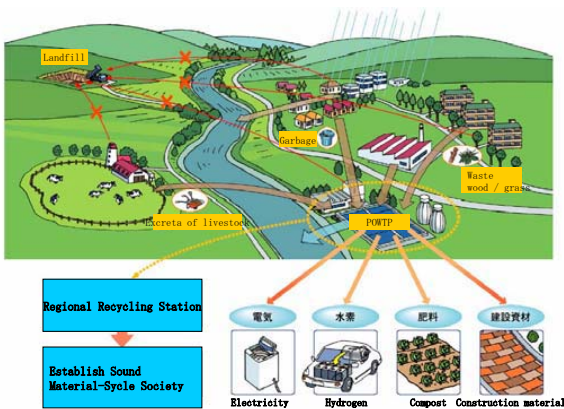 Landfill
Garbage
Waste
wood / grass
Excreta of livestock
POWTP
Regional Recycling Station
Establish Sound
Material-Sycle Society
電気
水素
肥料
建設資材
Electricity
Hydrogen
Compost
Construction material